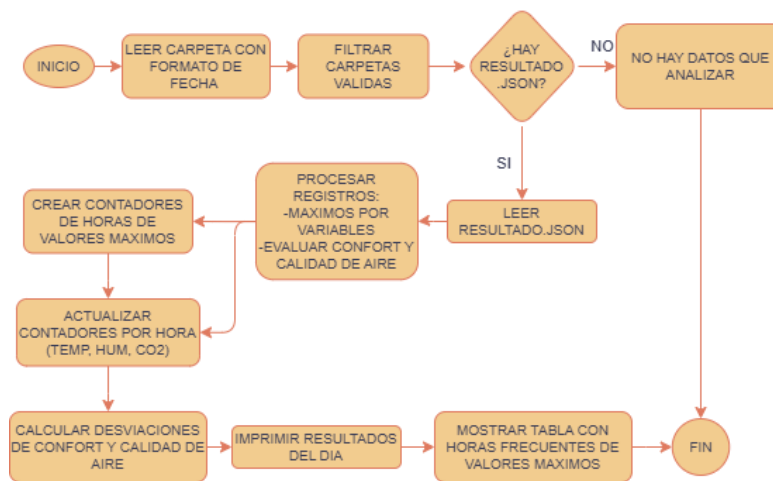 INICIO
LEER CARPETA CON
FORMATO DE
FECHA
FILTRAR
CARPETAS
VALIDAS
¿HAY
RESULTADO
.JSON?
NO
NO HAY DATOS QUE
ANALIZAR
SI
LEER
RESULTADO.JSON
PROCESAR
REGISTROS:
-MAXIMOS POR
VARIABLES
-EVALUAR CONFORT Y
CALIDAD DE AIRE
CREAR CONTADORES
DE HORAS DE
VALORES MAXIMOS
ACTUALIZAR
CONTADORES POR HORA
(TEMP, HUM, CO2)
CALCULAR DESVIACIONES
DE CONFORT Y CALIDAD DE
AIRE
IMPRIMIR RESULTADOS
DEL DIA
MOSTRAR TABLA CON
HORAS FRECUENTES DE
VALORES MAXIMOS
FIN